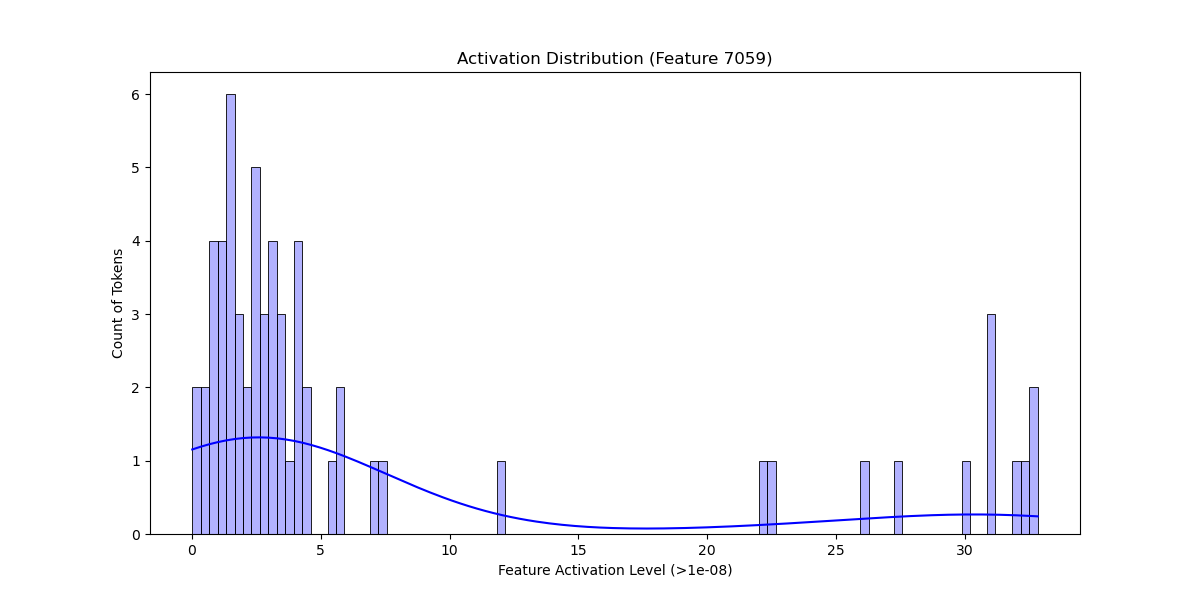 Activation Distribution (Feature 7059)
Count of Tokens
6
5
4
3
2
1
0
0 5 10 15 20 25 30
Feature Activation Level (>1e-08)